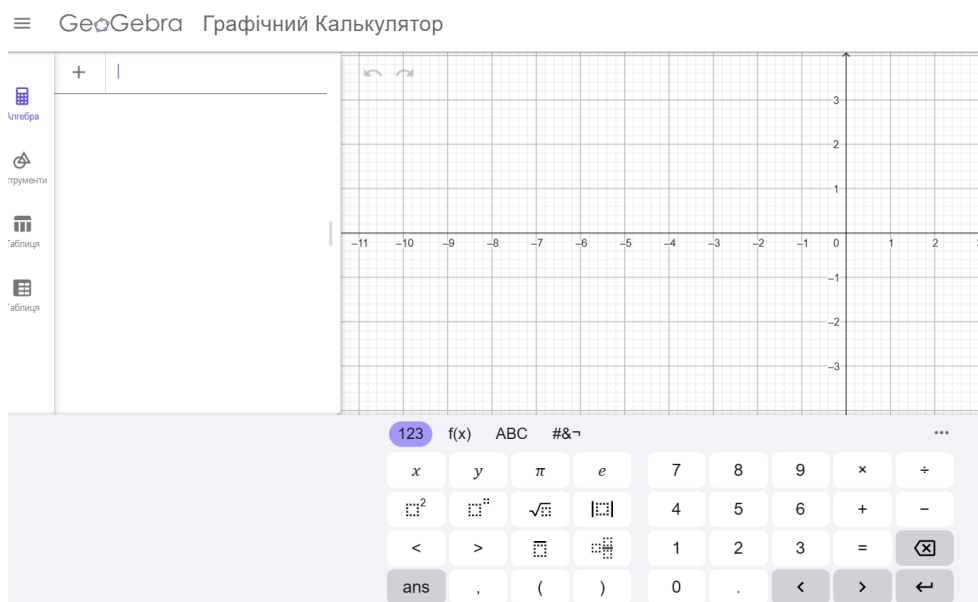 GeoGebra Графічний Калькулятор
Алгебра
струменти
Таблиця
аблиця
3
2
1
−11 −10 −9 −8 −7 −6 −5 −4 −3 −2 −1 0 1 2
−1
−2
−3
123 f(x) ABC #&¬ ...
x y π e 7 8 9 × ÷
2 √ 4 5 6 + −
< > 1 2 3 =
ans , ( ) 0 . < >